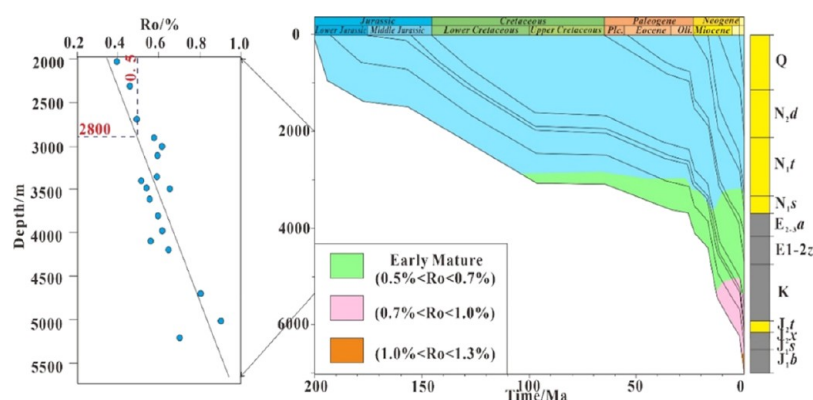 Ro/%
0.2 0.4 0.6 0.8 1.0
0.5
2800
2000
2500
3000
3500
4000
4500
5000
5500
Depth/m
Jurassic Cretaceous Paleogene Neogene
Lower Jurassic Middle Jurassic Lower Cretaceous Upper Cretaceous Plc. Eocene Oli. Miocene
0
2000
4000
6000
Early Mature
(0.5%<Ro<0.7%)
(0.7%<Ro<1.0%)
(1.0%<Ro<1.3%)
200 150 100 50 0
Time/Ma
Q
N₂d
N₁t
N₁s
E₂₋₃a
E1-2z
K
J₂t
J₂x
J₂s
J₁b